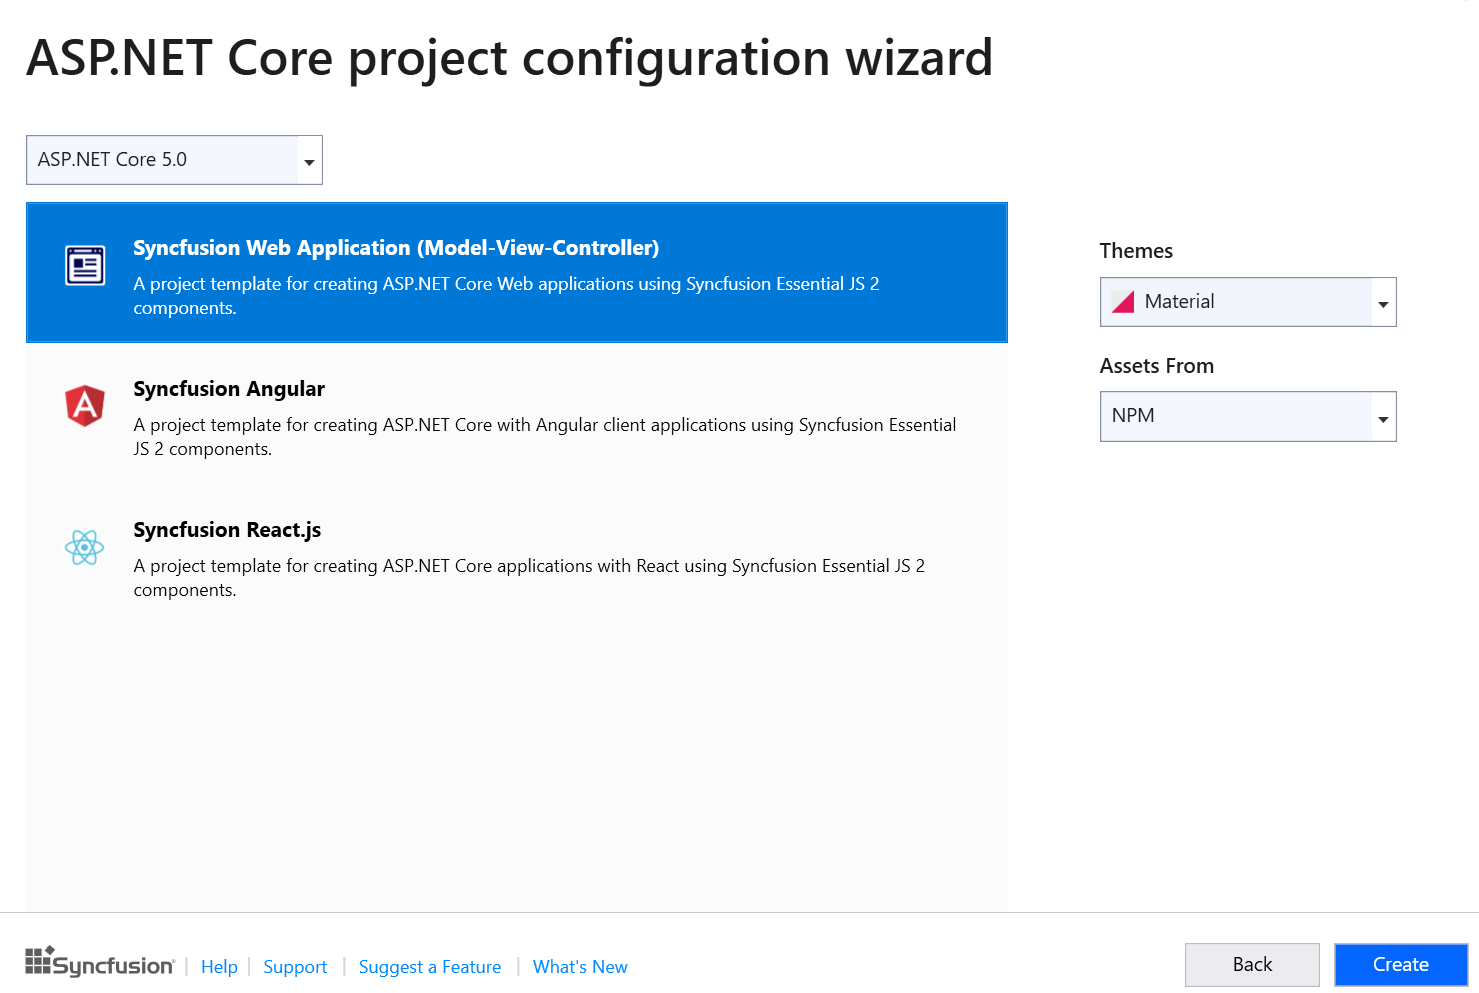 ASP.NET Core project configuration wizard
ASP.NET Core 5.0
Syncfusion Web Application (Model-View-Controller)
A project template for creating ASP.NET Core Web applications using Syncfusion Essential JS 2
components.
Syncfusion Angular
A project template for creating ASP.NET Core with Angular client applications using Syncfusion Essential
JS 2 components.
Syncfusion React.js
A project template for creating ASP.NET Core applications with React using Syncfusion Essential JS 2
components.
Themes
Material
Assets From
NPM
Syncfusion | Help | Support | Suggest a Feature | What's New
Back
Create